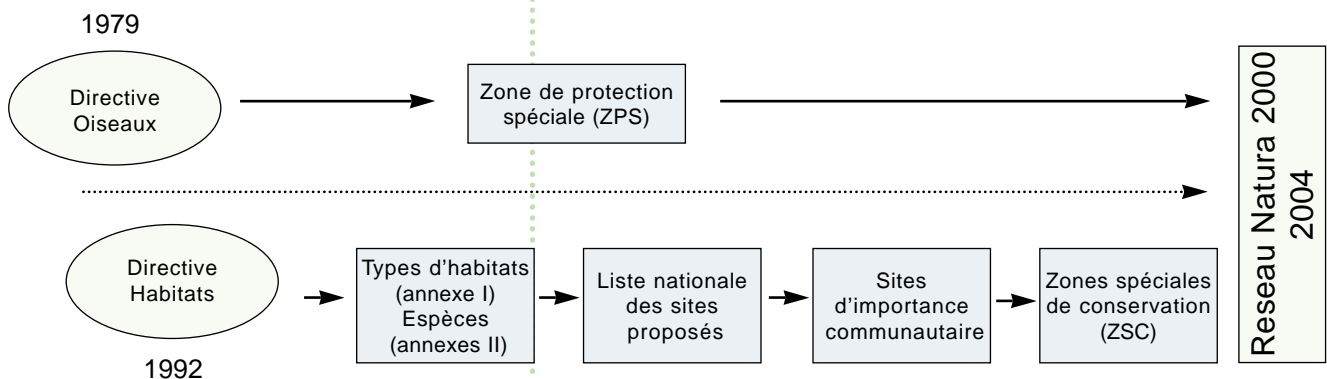 1979
Directive
Oiseaux
Zone de protection
spéciale (ZPS)
Directive
Habitats
1992
Types d'habitats
(annexe I)
Espèces
(annexes II)
Liste nationale
des sites
proposés
Sites
d'importance
communautaire
Zones spéciales
de conservation
(ZSC)
Reseau Natura 2000
2004